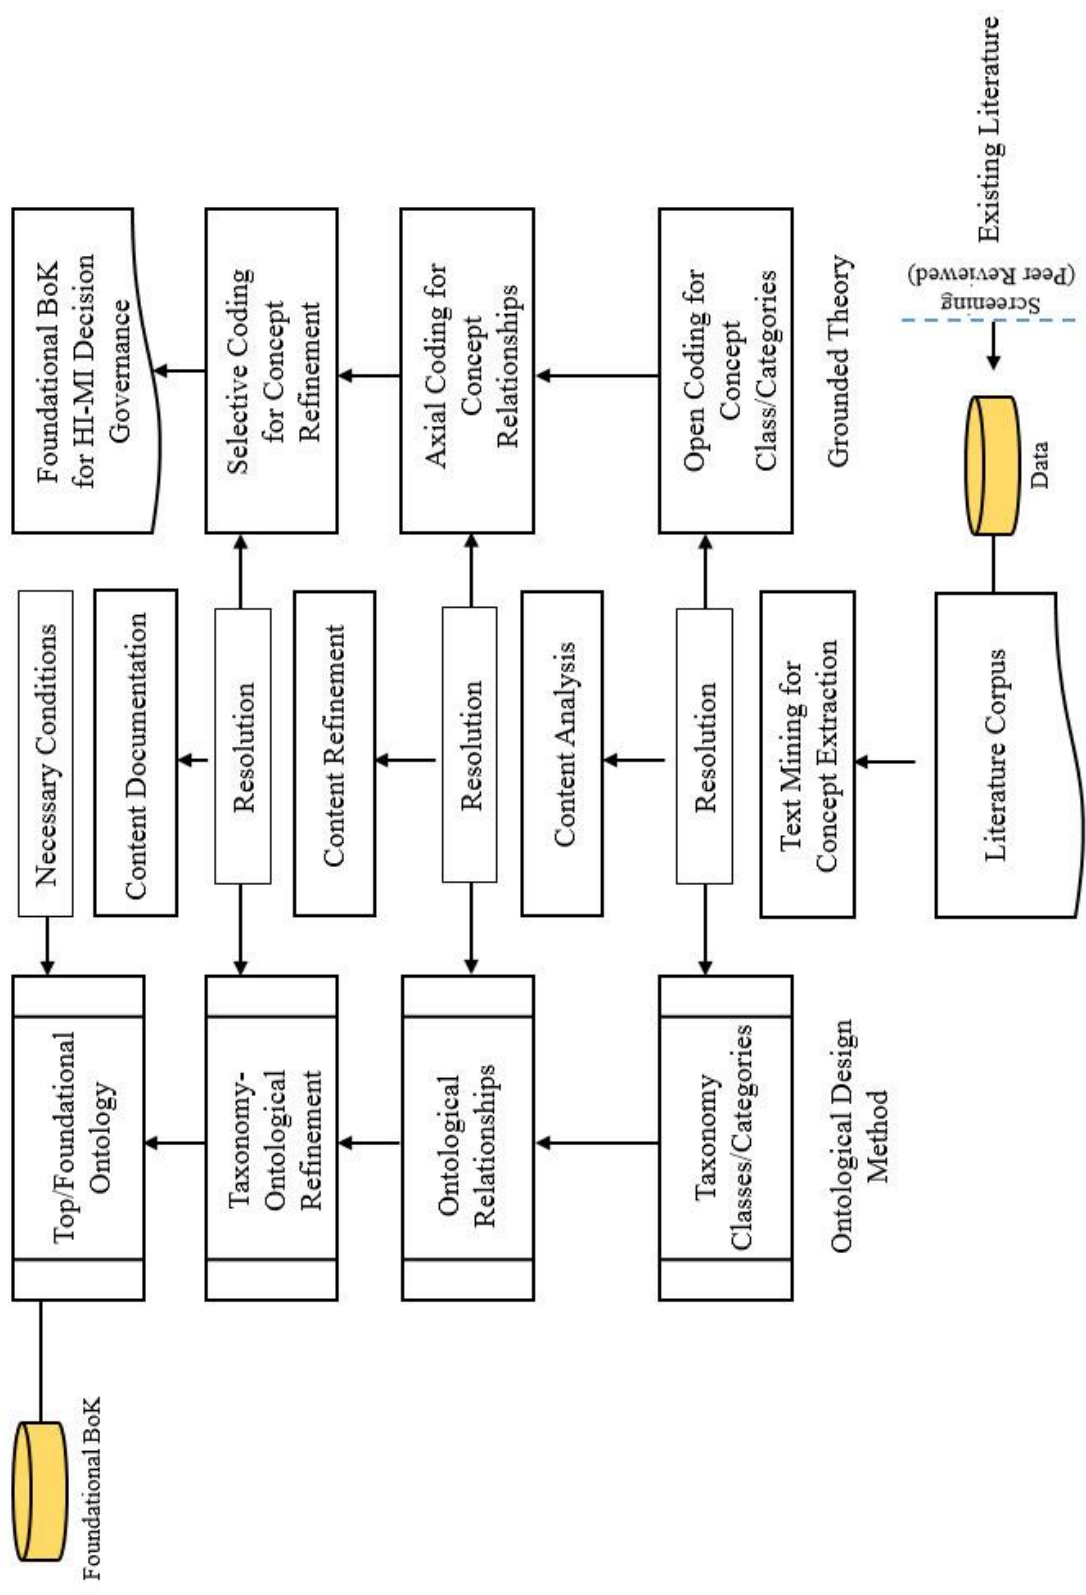 Foundational BoK
Top/Foundational
Ontology
Necessary Conditions
Foundational BoK
for HI-MI Decision
Governance
Content Documentation
Taxonomy-
Ontological
Refinement
Resolution
Selective Coding
for Concept
Refinement
Content Refinement
Ontological
Relationships
Resolution
Axial Coding for
Concept
Relationships
Content Analysis
Taxonomy
Classes/Categories
Resolution
Open Coding for
Concept
Class/Categories
Text Mining for
Concept Extraction
Ontological Design
Method
Grounded Theory
Literature Corpus
Data
Screening
(Peer Reviewed)
Existing Literature